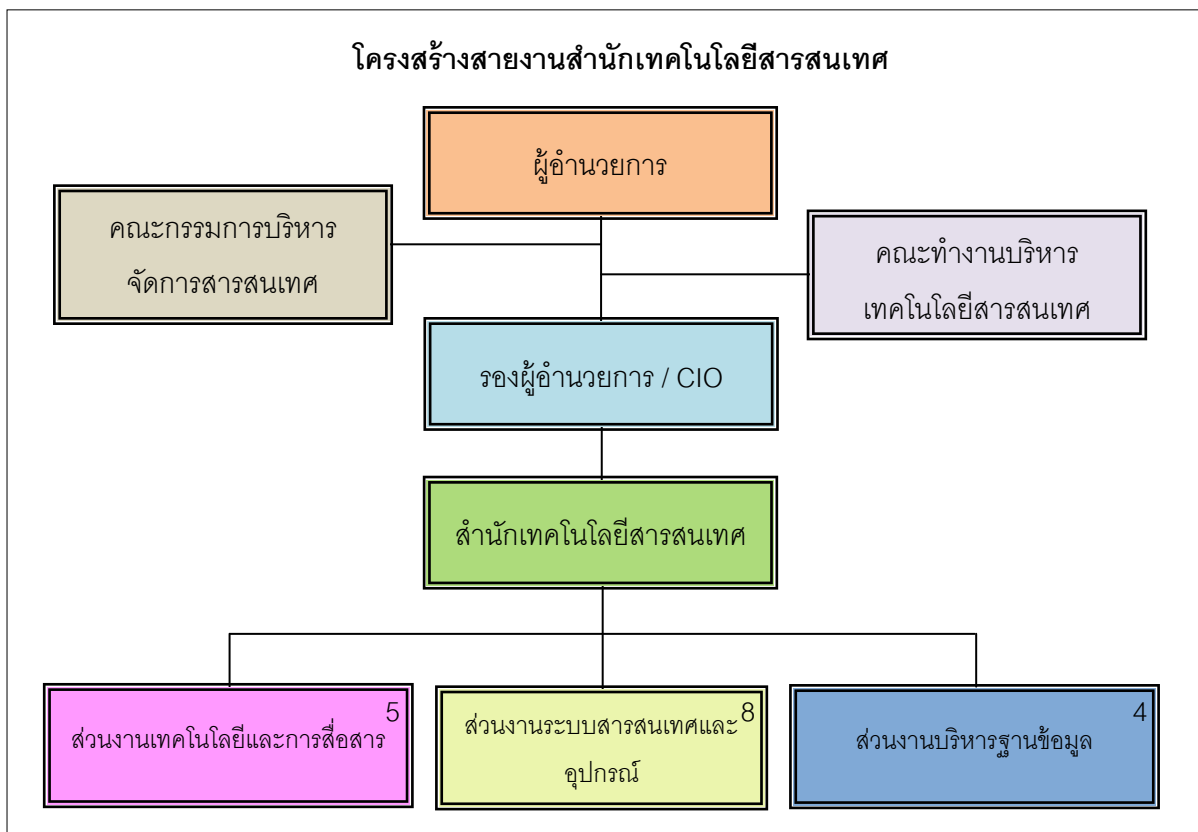 โครงสร้างสายงานสำนักเทคโนโลยีสารสนเทศ
ผู้อำนวยการ
คณะกรรมการบริหาร
จัดการสารสนเทศ
คณะทำงานบริหาร
เทคโนโลยีสารสนเทศ
รองผู้อำนวยการ / CIO
สำนักเทคโนโลยีสารสนเทศ
5
ส่วนงานเทคโนโลยีและการสื่อสาร
8
ส่วนงานระบบสารสนเทศและ
อุปกรณ์
4
ส่วนงานบริหารฐานข้อมูล